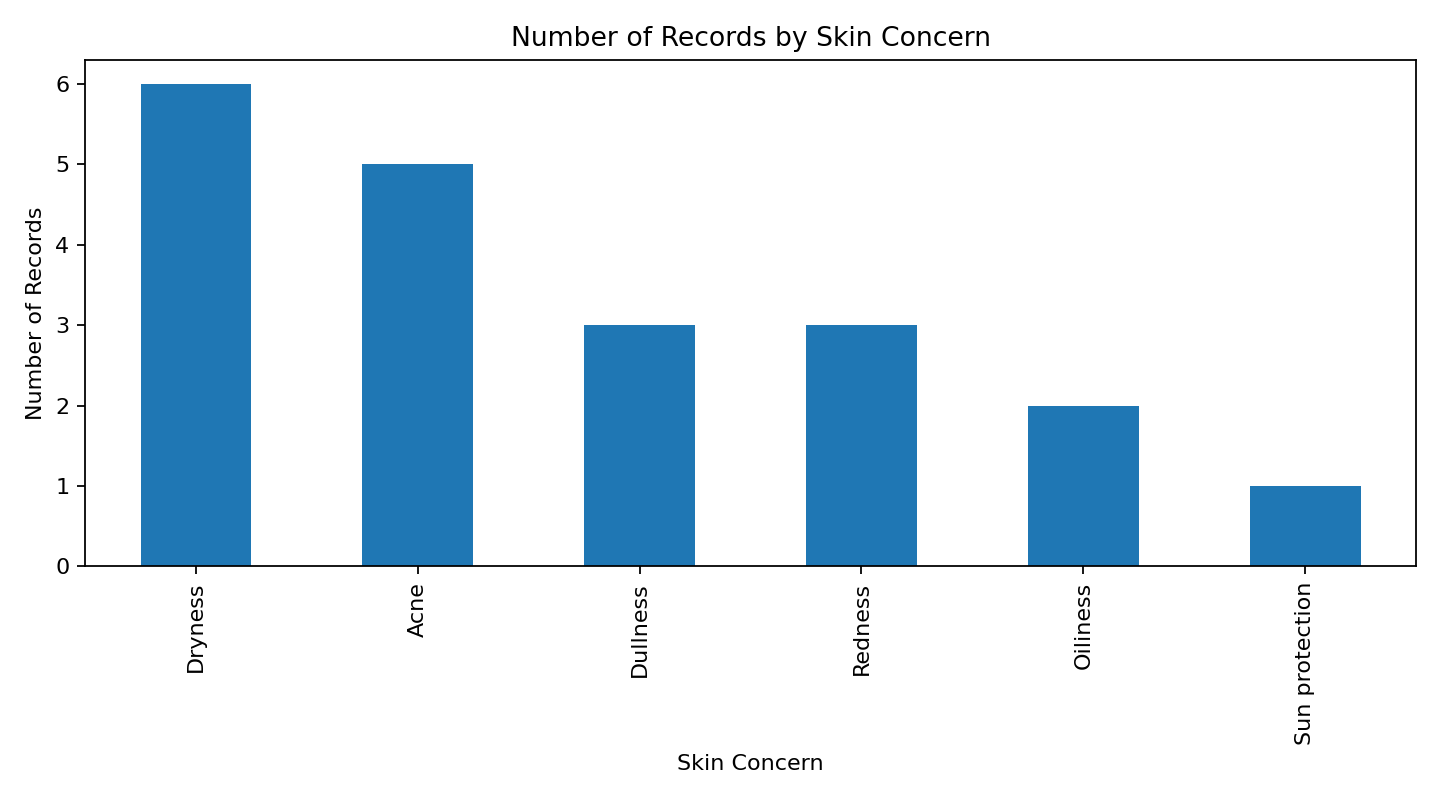 Number of Records by Skin Concern
6
5
4
3
2
1
0
Number of Records
Dryness
Acne
Dullness
Redness
Oiliness
Sun protection
Skin Concern